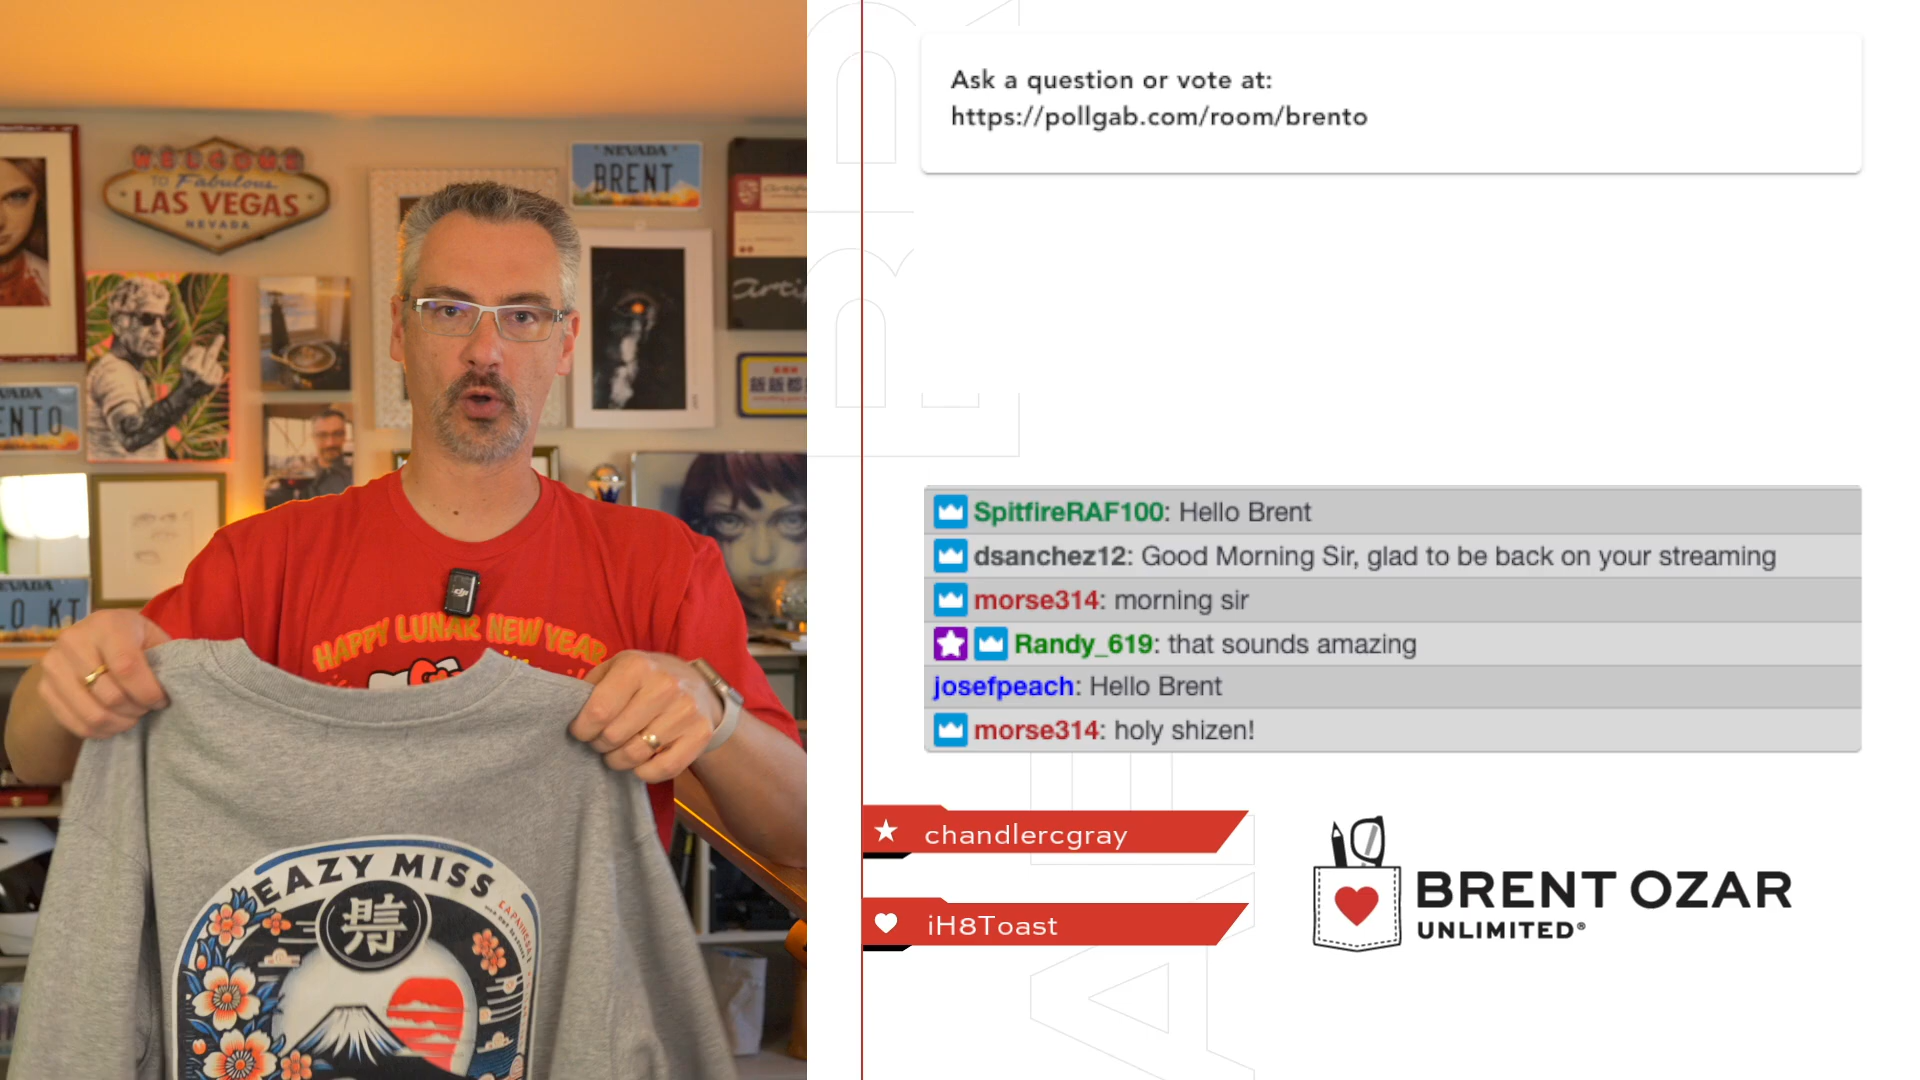 WELCOME
TO Fabulous
LAS VEGAS
NEVADA
NEVADA
BRENT
HAPPY LUNAR NEW YEAR
EAZY MISS
Ask a question or vote at:
https://pollgab.com/room/brento
SpitfireRAF100: Hello Brent
dsanchez12: Good Morning Sir, glad to be back on your streaming
morse314: morning sir
Randy_619: that sounds amazing
josefpeach: Hello Brent
morse314: holy shizen!
chandlercgray
iH8Toast
BRENT OZAR
UNLIMITED®